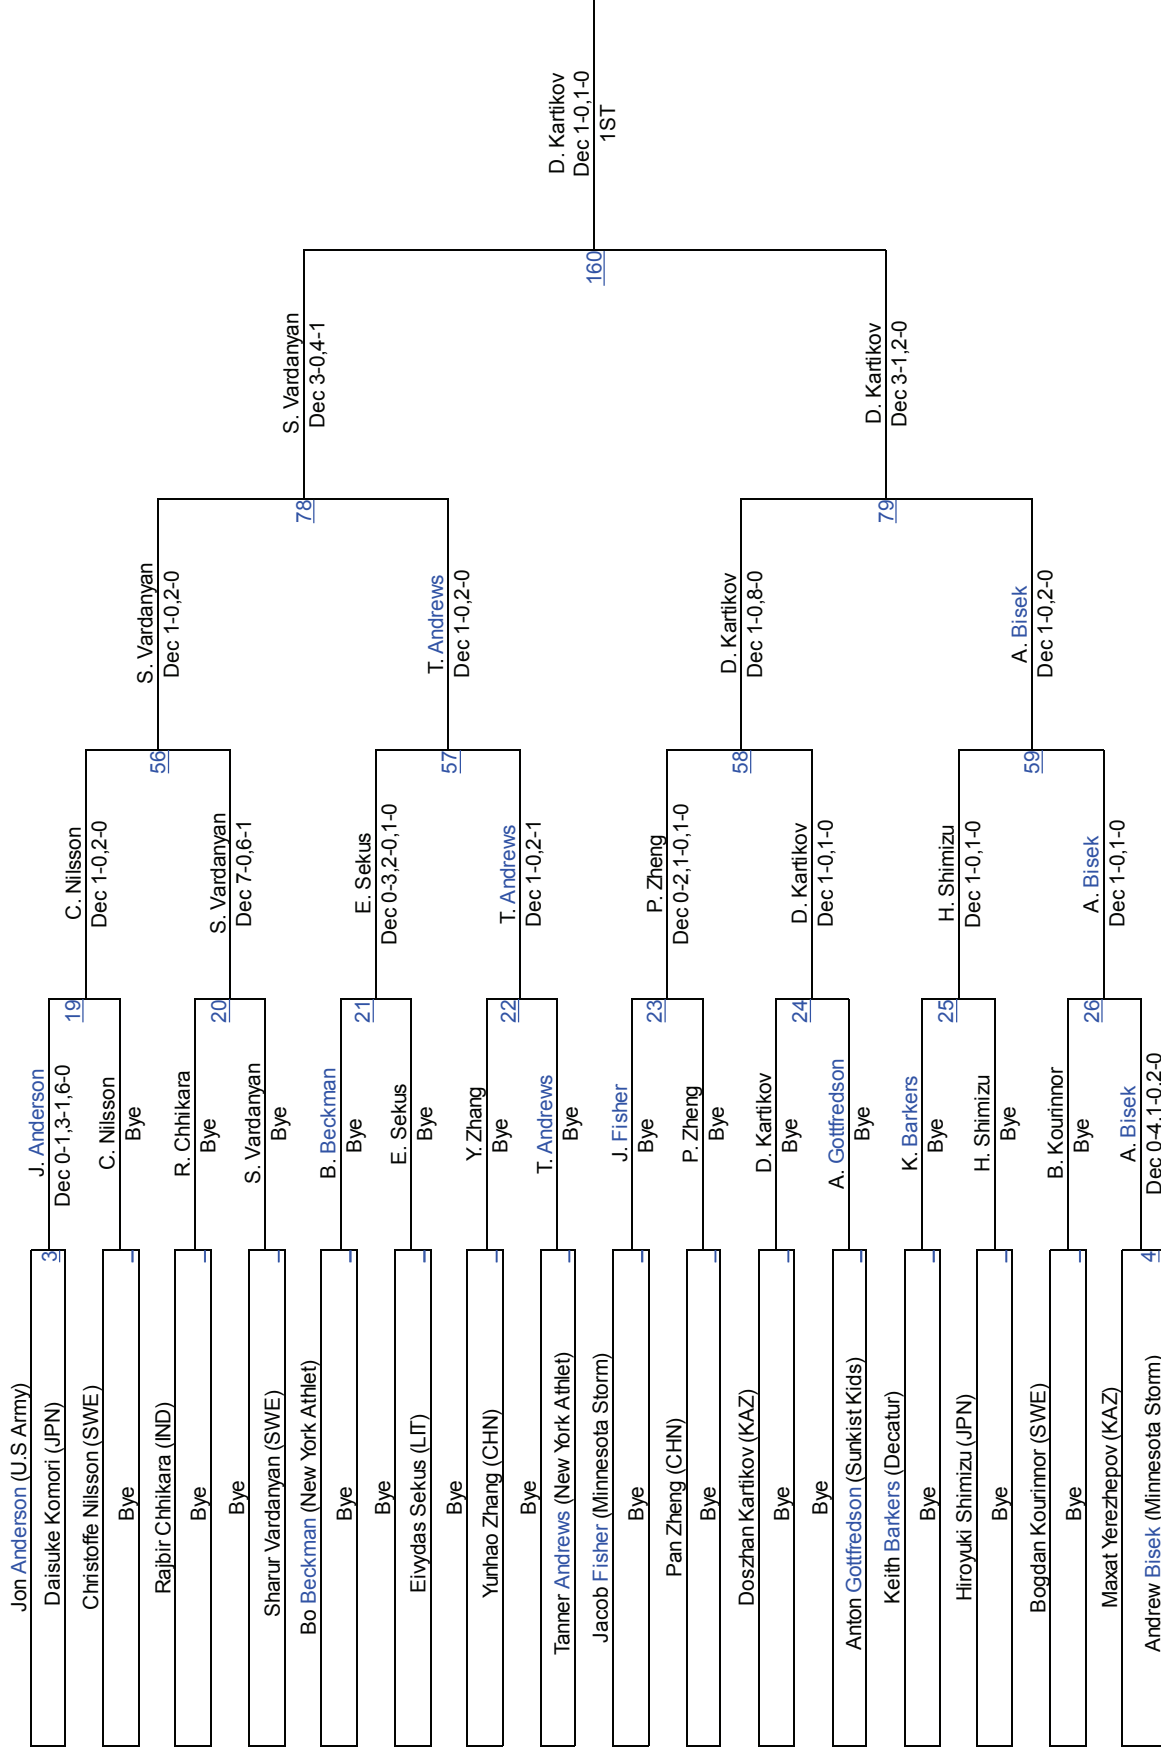 Jon Anderson (U.S Army)
Daisuke Komori (JPN)
Christoffe Nilsson (SWE)
Bye
Rajbir Chhikara (IND)
Bye
Bye
Sharur Vardanyan (SWE)
Bo Beckman (New York Athlet)
Bye
Bye
Eivydas Sekus (LIT)
Bye
Yunhao Zhang (CHN)
Bye
Tanner Andrews (New York Athlet)
Jacob Fisher (Minnesota Storm)
Bye
Pan Zheng (CHN)
Bye
Doszhan Kartikov (KAZ)
Bye
Bye
Anton Gottfredson (Sunkist Kids)
Keith Barkers (Decatur)
Bye
Hiroyuki Shimizu (JPN)
Bye
Bogdan Kourinnor (SWE)
Bye
Maxat Yerezhepov (KAZ)
Andrew Bisek (Minnesota Storm)
3
4
J. Anderson
Dec 0-1,3-1,6-0
C. Nilsson
Bye
R. Chhikara
Bye
S. Vardanyan
Bye
B. Beckman
Bye
E. Sekus
Bye
Y. Zhang
Bye
T. Andrews
Bye
J. Fisher
Bye
P. Zheng
Bye
D. Kartikov
Bye
A. Gottfredson
Bye
K. Barkers
Bye
H. Shimizu
Bye
B. Kourinnor
Bye
A. Bisek
Dec 0-4,1-0,2-0
19
20
21
22
23
24
25
26
C. Nilsson
Dec 1-0,2-0
S. Vardanyan
Dec 7-0,6-1
E. Sekus
Dec 0-3,2-0,1-0
T. Andrews
Dec 1-0,2-1
P. Zheng
Dec 0-2,1-0,1-0
D. Kartikov
Dec 1-0,1-0
H. Shimizu
Dec 1-0,1-0
A. Bisek
Dec 1-0,1-0
56
57
58
59
S. Vardanyan
Dec 1-0,2-0
T. Andrews
Dec 1-0,2-0
D. Kartikov
Dec 1-0,8-0
A. Bisek
Dec 1-0,2-0
78
79
S. Vardanyan
Dec 3-0,4-1
D. Kartikov
Dec 3-1,2-0
160
D. Kartikov
Dec 1-0,1-0
1ST